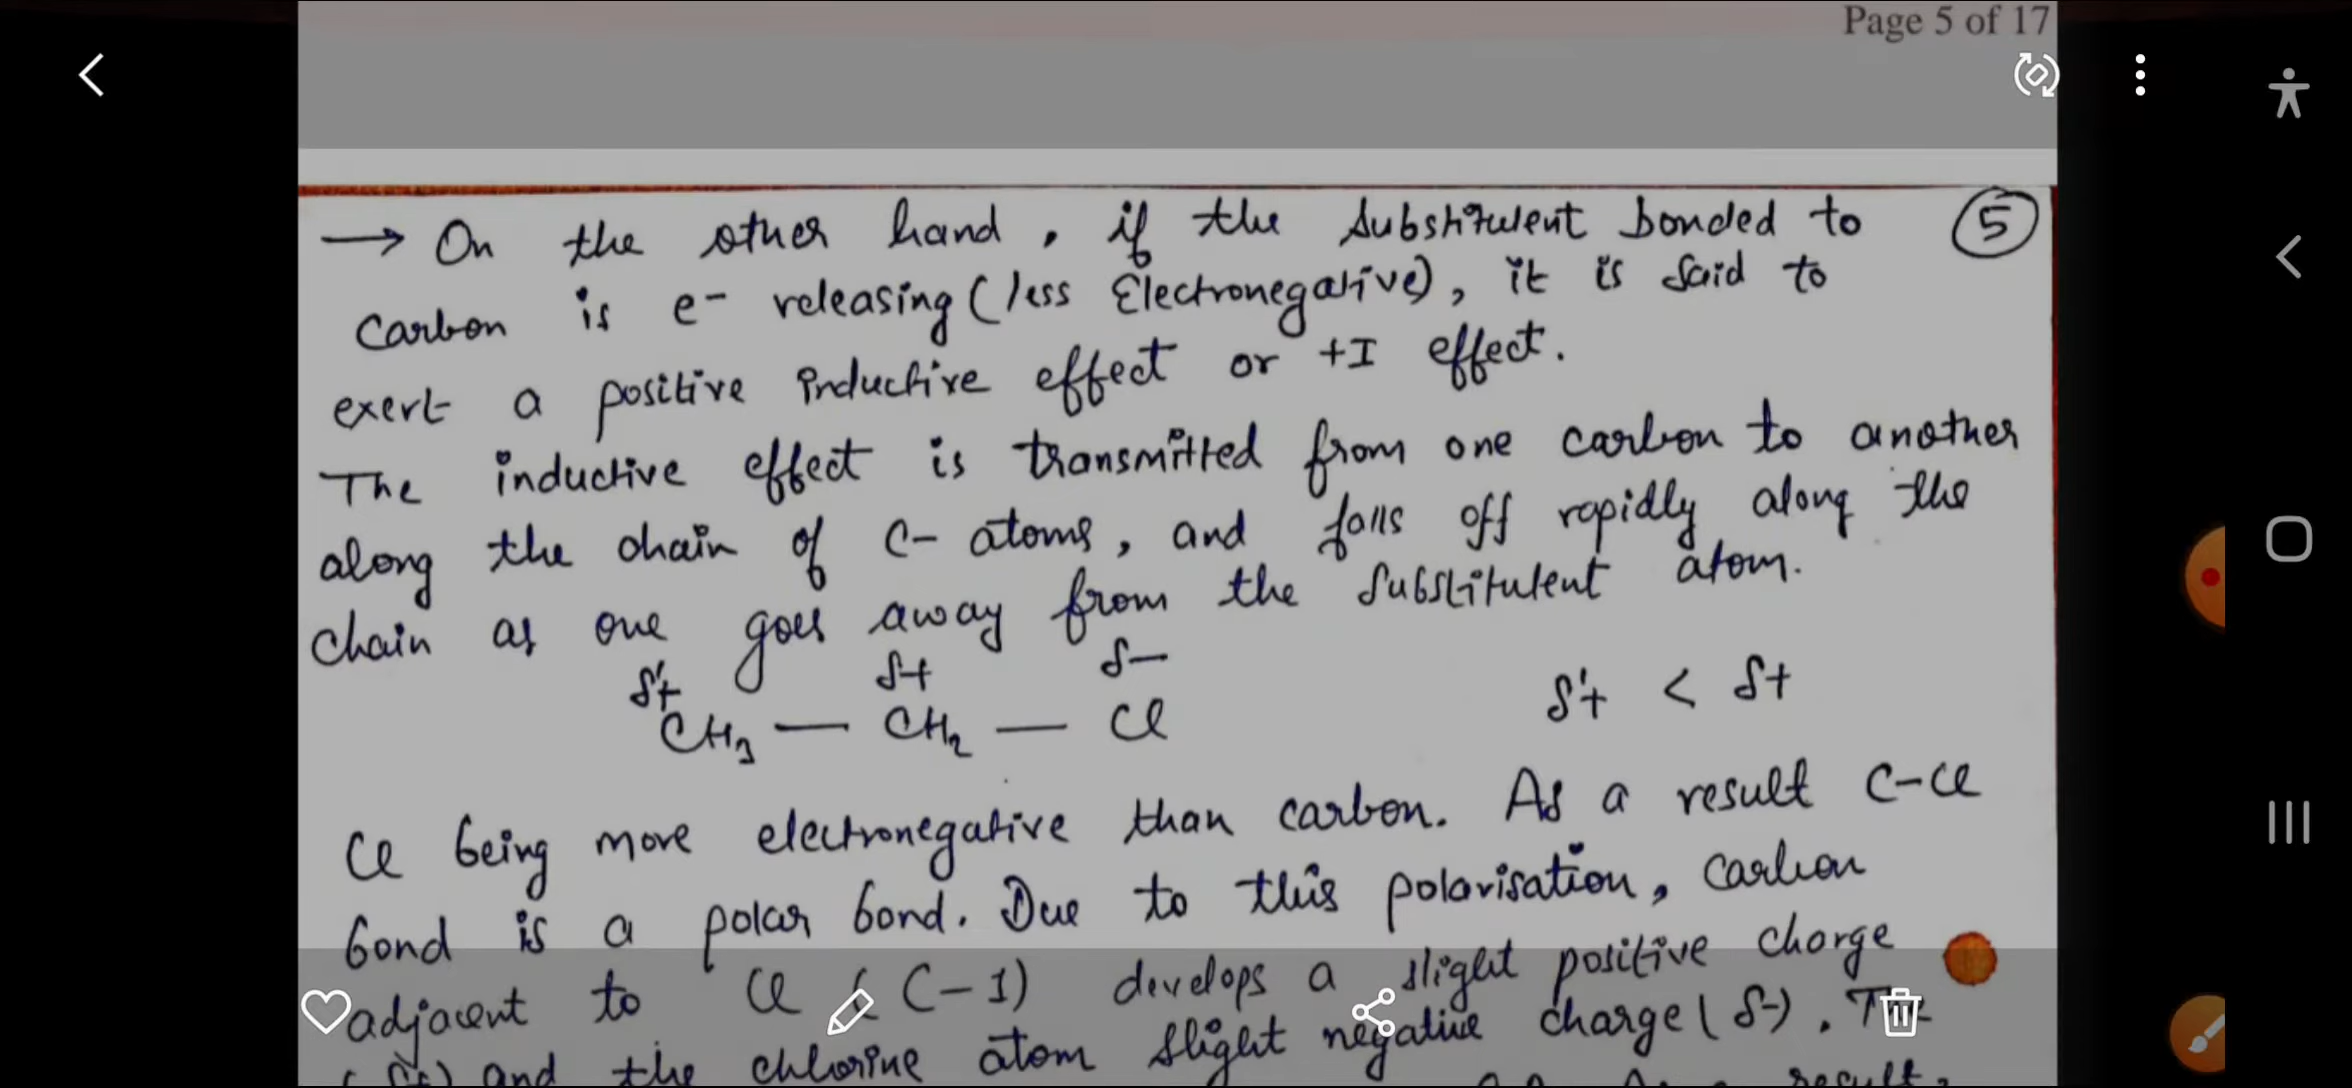 Page 5 of 17
→ On the other hand, if the substituent bonded to 5
carbon is e- releasing (less Electronegative), it is said to
exert a positive inductive effect or +I effect.
The inductive effect is transmitted from one carbon to another
along the chain of C- atoms, and falls off rapidly along the
chain as one goes away from the substitutent atom.
δ'+ δ+ δ-
CH3 — CH2 — Cl δ'+ < δ+
Cl being more electronegative than carbon. As a result C-Cl
bond is a polar bond. Due to this polarisation, carbon
adjacent to Cl (C-1) develops a slight positive charge
(δ+) and the chlorine atom slight negative charge (δ-). The
result,